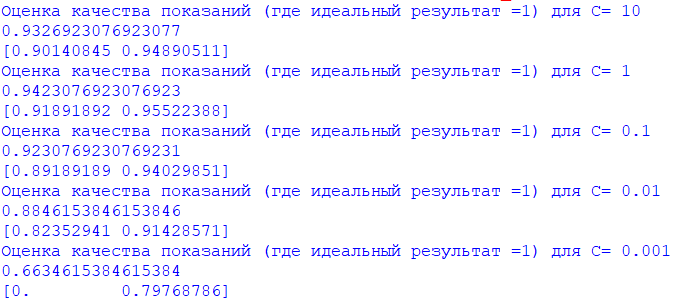 Оценка качества показаний (где идеальный результат =1) для C= 10
0.9326923076923077
[0.90140845 0.94890511]
Оценка качества показаний (где идеальный результат =1) для C= 1
0.9423076923076923
[0.91891892 0.95522388]
Оценка качества показаний (где идеальный результат =1) для C= 0.1
0.9230769230769231
[0.89189189 0.94029851]
Оценка качества показаний (где идеальный результат =1) для C= 0.01
0.8846153846153846
[0.82352941 0.91428571]
Оценка качества показаний (где идеальный результат =1) для C= 0.001
0.6634615384615384
[0.         0.79768786]